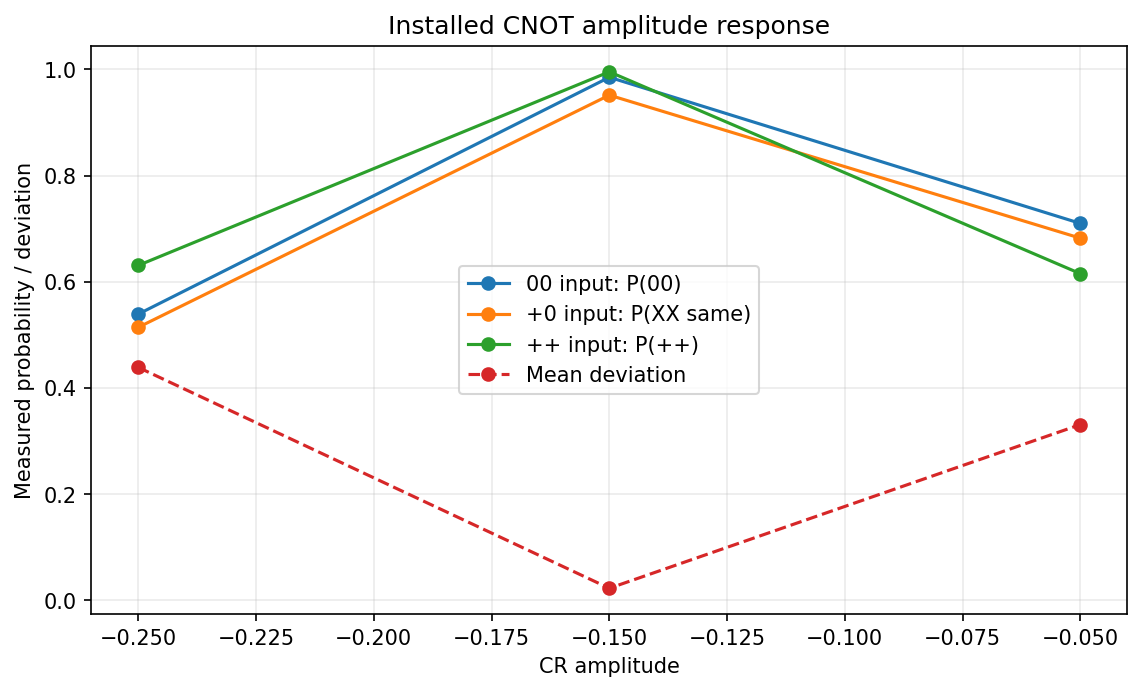 Installed CNOT amplitude response
Measured probability / deviation
1.0
0.8
0.6
0.4
0.2
0.0
00 input: P(00)
+0 input: P(XX same)
++ input: P(++)
Mean deviation
−0.250 −0.225 −0.200 −0.175 −0.150 −0.125 −0.100 −0.075 −0.050
CR amplitude